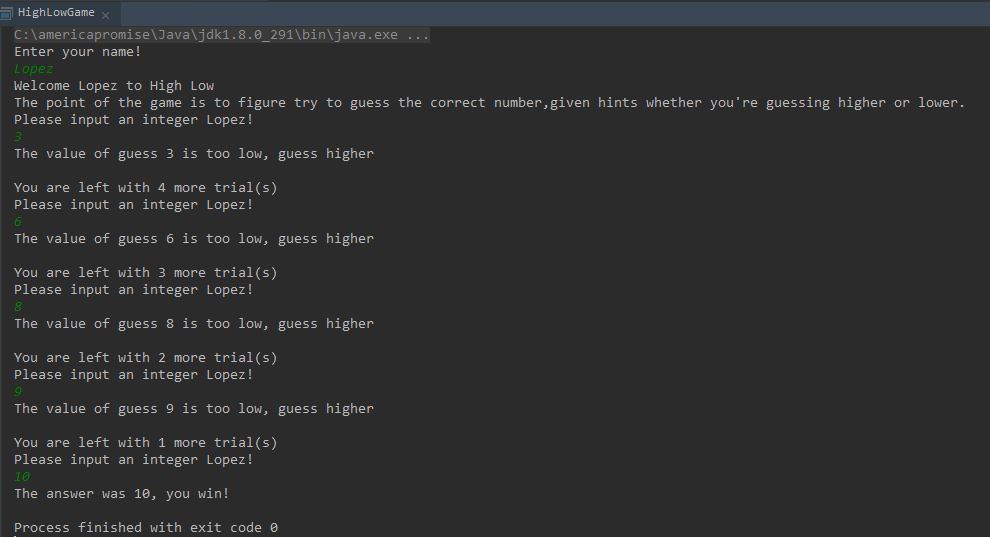 HighLowGame
C:\americapromise\Java\jdk1.8.0_291\bin\java.exe ...
Enter your name!
Lopez
Welcome Lopez to High Low
The point of the game is to figure try to guess the correct number,given hints whether you're guessing higher or lower.
Please input an integer Lopez!
3
The value of guess 3 is too low, guess higher
You are left with 4 more trial(s)
Please input an integer Lopez!
6
The value of guess 6 is too low, guess higher
You are left with 3 more trial(s)
Please input an integer Lopez!
8
The value of guess 8 is too low, guess higher
You are left with 2 more trial(s)
Please input an integer Lopez!
9
The value of guess 9 is too low, guess higher
You are left with 1 more trial(s)
Please input an integer Lopez!
10
The answer was 10, you win!
Process finished with exit code 0